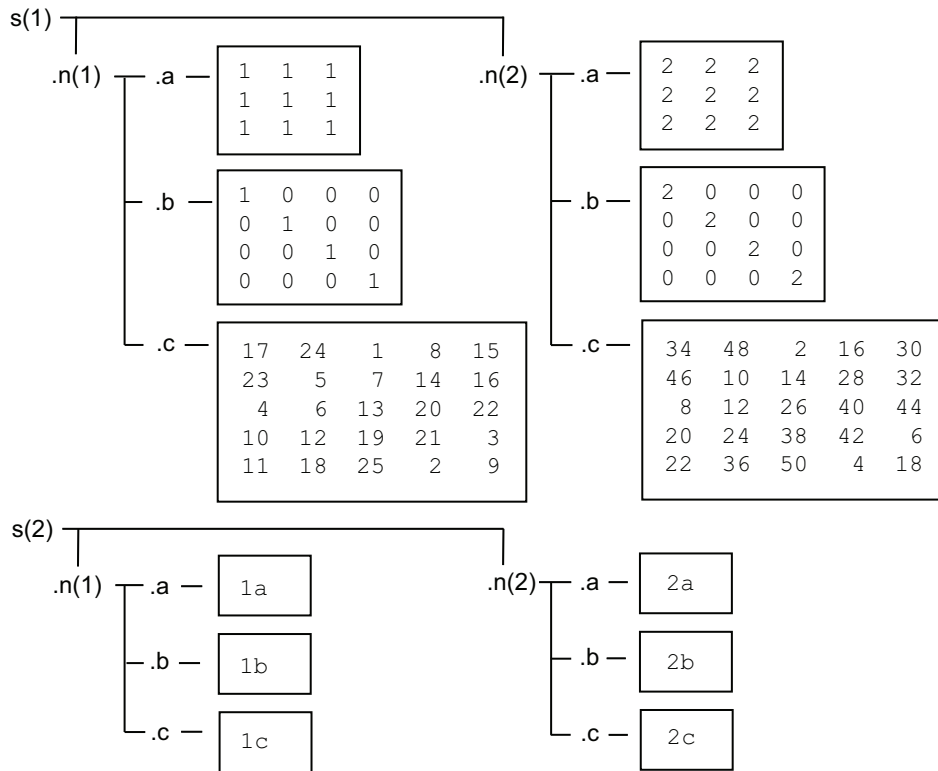 s(1)
.n(1) .a
1 1 1
1 1 1
1 1 1
.b
1 0 0 0
0 1 0 0
0 0 1 0
0 0 0 1
.c
17 24 1 8 15
23 5 7 14 16
4 6 13 20 22
10 12 19 21 3
11 18 25 2 9
.n(2) .a
2 2 2
2 2 2
2 2 2
.b
2 0 0 0
0 2 0 0
0 0 2 0
0 0 0 2
.c
34 48 2 16 30
46 10 14 28 32
8 12 26 40 44
20 24 38 42 6
22 36 50 4 18
s(2)
.n(1) .a 1a
.b 1b
.c 1c
.n(2) .a 2a
.b 2b
.c 2c